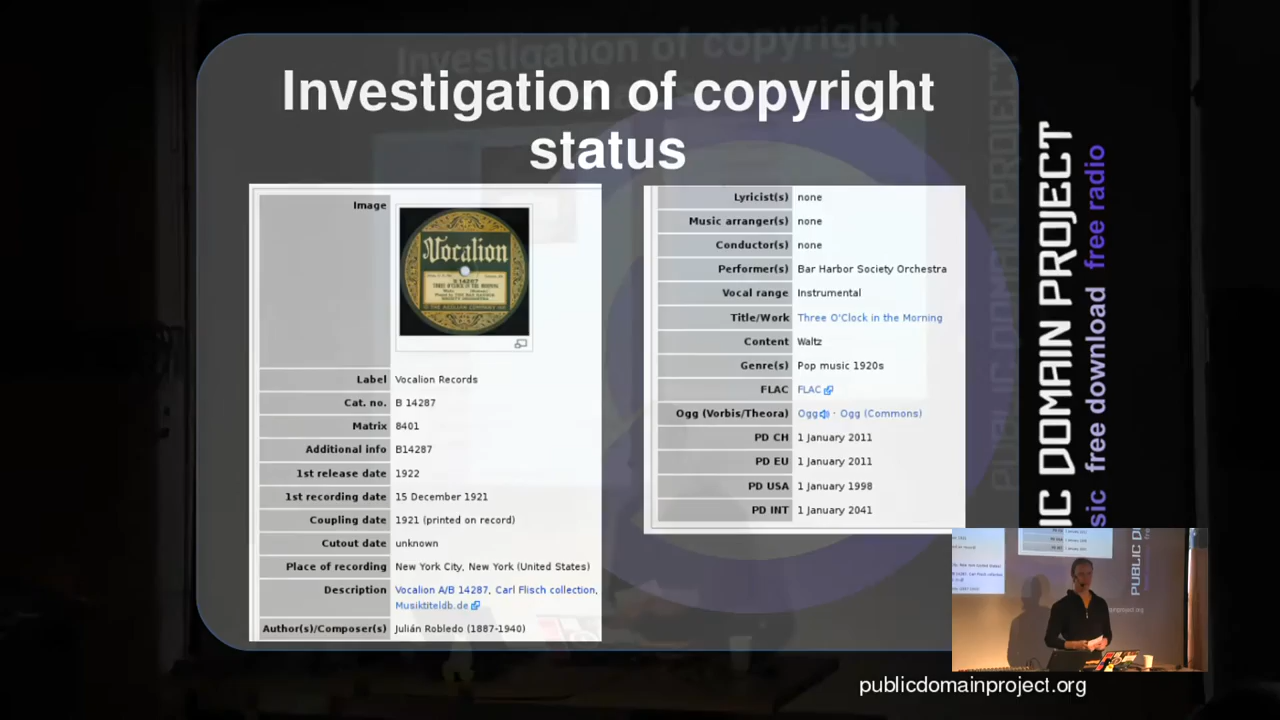 Investigation of copyright
status
Image
Vocalion
Label Vocalion Records
Cat. no. B 14287
Matrix 8401
Additional info B14287
1st release date 1922
1st recording date 15 December 1921
Coupling date 1921 (printed on record)
Cutout date unknown
Place of recording New York City, New York (United States)
Description Vocalion A/B 14287, Carl Flisch collection,
Musiktiteldb.de
Author(s)/Composer(s) Julián Robledo (1887-1940)
Lyricist(s) none
Music arranger(s) none
Conductor(s) none
Performer(s) Bar Harbor Society Orchestra
Vocal range Instrumental
Title/Work Three O'Clock in the Morning
Content Waltz
Genre(s) Pop music 1920s
FLAC FLAC
Ogg (Vorbis/Theora) Ogg · Ogg (Commons)
PD CH 1 January 2011
PD EU 1 January 2011
PD USA 1 January 1998
PD INT 1 January 2041
IC DOMAIN PROJECT
sic free download free radio
publicdomainproject.org